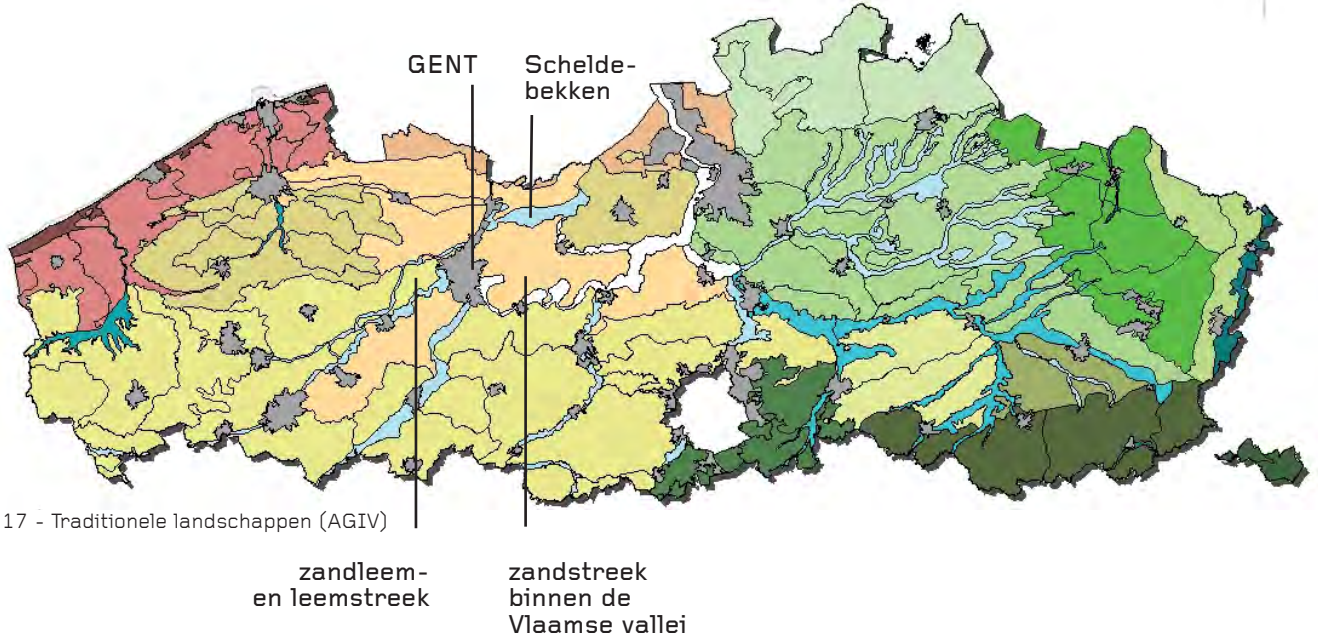 GENT
Schelde-
bekken
17 - Traditionele landschappen (AGIV)
zandleem-
en leemstreek
zandstreek
binnen de
Vlaamse vallei